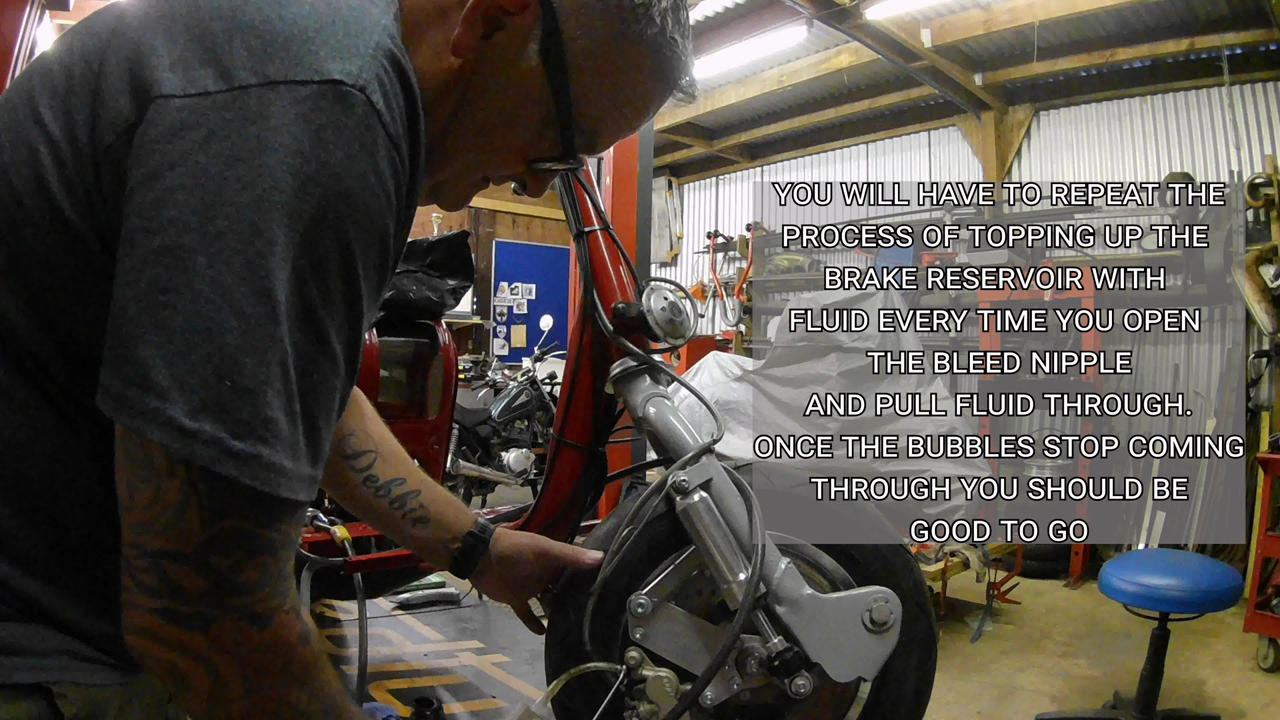 YOU WILL HAVE TO REPEAT THE
PROCESS OF TOPPING UP THE
BRAKE RESERVOIR WITH
FLUID EVERY TIME YOU OPEN
THE BLEED NIPPLE
AND PULL FLUID THROUGH.
ONCE THE BUBBLES STOP COMING
THROUGH YOU SHOULD BE
GOOD TO GO
Debbie